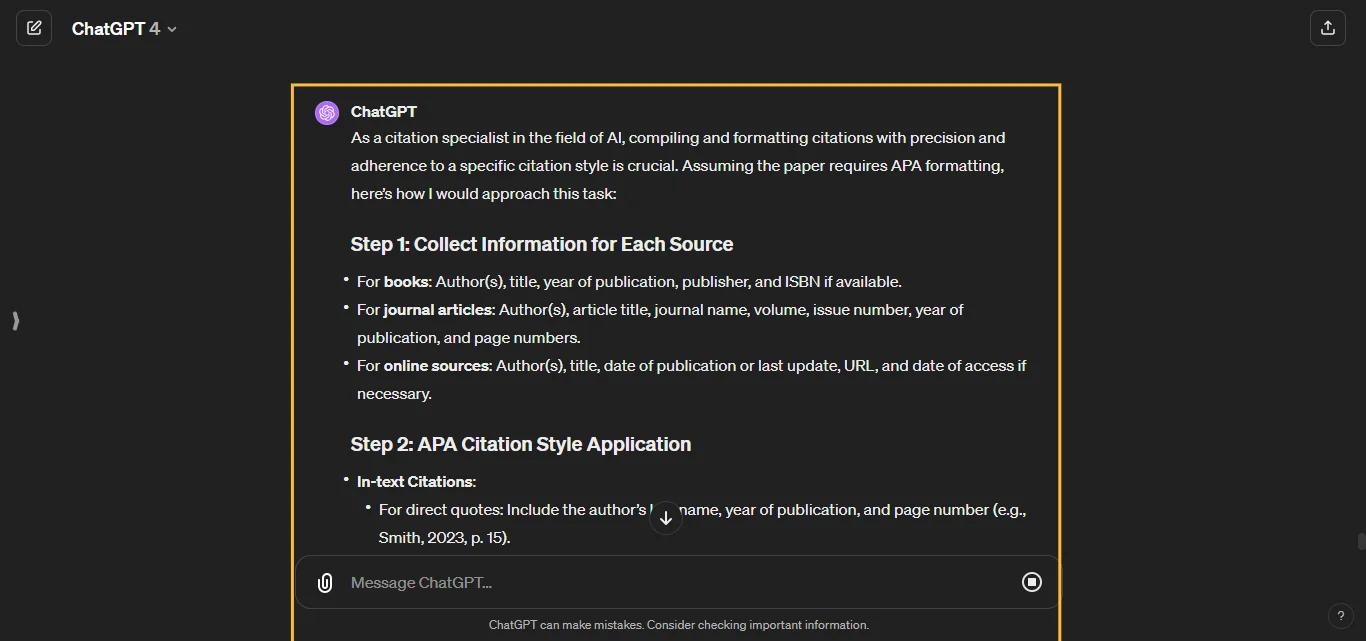 ChatGPT 4
ChatGPT
As a citation specialist in the field of AI, compiling and formatting citations with precision and
adherence to a specific citation style is crucial. Assuming the paper requires APA formatting,
here's how I would approach this task:
Step 1: Collect Information for Each Source
• For books: Author(s), title, year of publication, publisher, and ISBN if available.
• For journal articles: Author(s), article title, journal name, volume, issue number, year of
publication, and page numbers.
• For online sources: Author(s), title, date of publication or last update, URL, and date of access if
necessary.
Step 2: APA Citation Style Application
• In-text Citations:
• For direct quotes: Include the author's name, year of publication, and page number (e.g.,
Smith, 2023, p. 15).
Message ChatGPT...
ChatGPT can make mistakes. Consider checking important information.
?